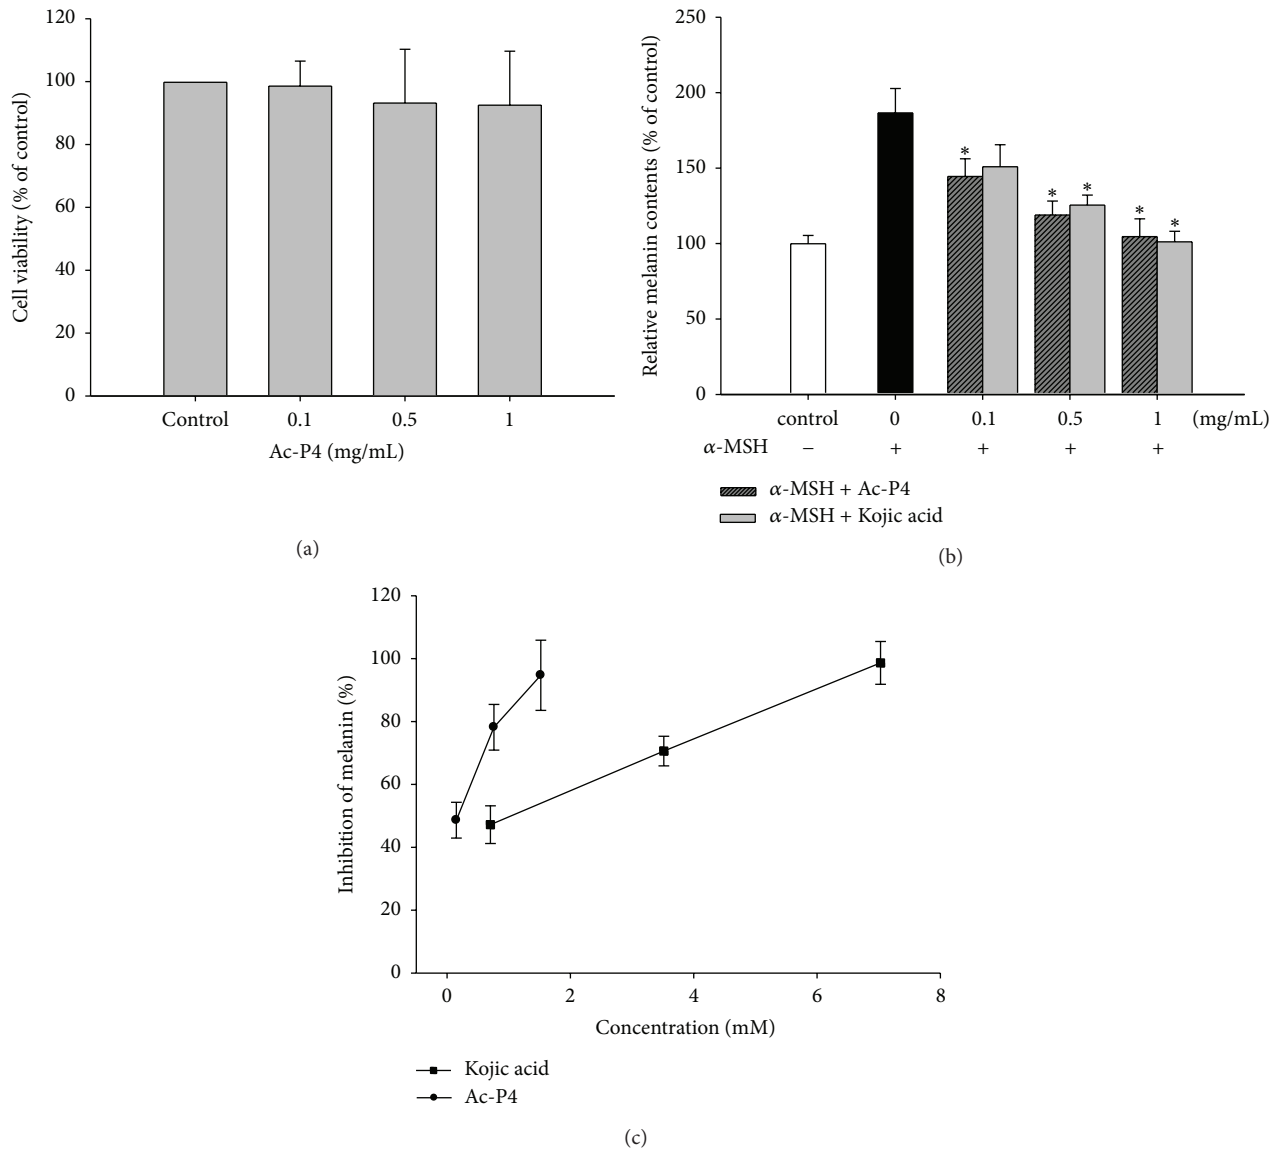 120
100
80
60
40
20
0
Cell viability (% of control)
Control 0.1 0.5 1
Ac-P4 (mg/mL)
(a)
250
200
150
100
50
0
Relative melanin contents (% of control)
* * * * *
control 0 0.1 0.5 1 (mg/mL)
α-MSH − + + + +
α-MSH + Ac-P4
α-MSH + Kojic acid
(b)
120
100
80
60
40
20
0
Inhibition of melanin (%)
0 2 4 6 8
Concentration (mM)
Kojic acid
Ac-P4
(c)